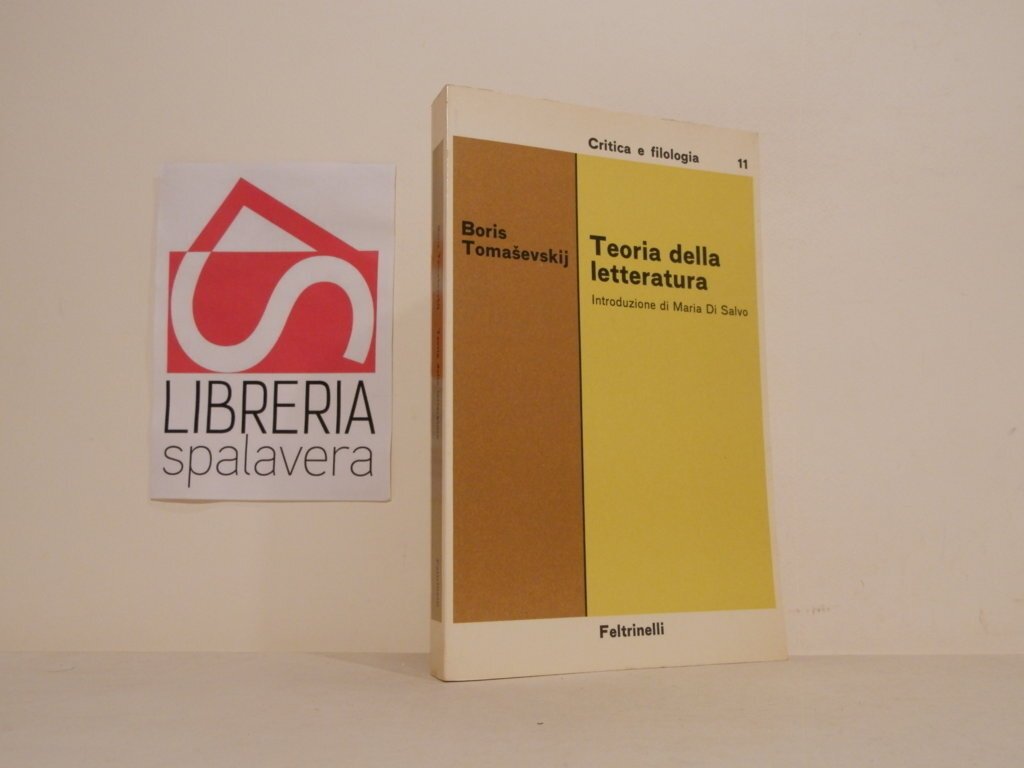 LIBRERIA
spalavera
Critica e filologia 11
Boris
Tomaševskij
Teoria della
letteratura
Introduzione di Maria Di Salvo
Feltrinelli